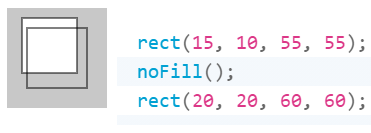 rect(15, 10, 55, 55);
noFill();
rect(20, 20, 60, 60);